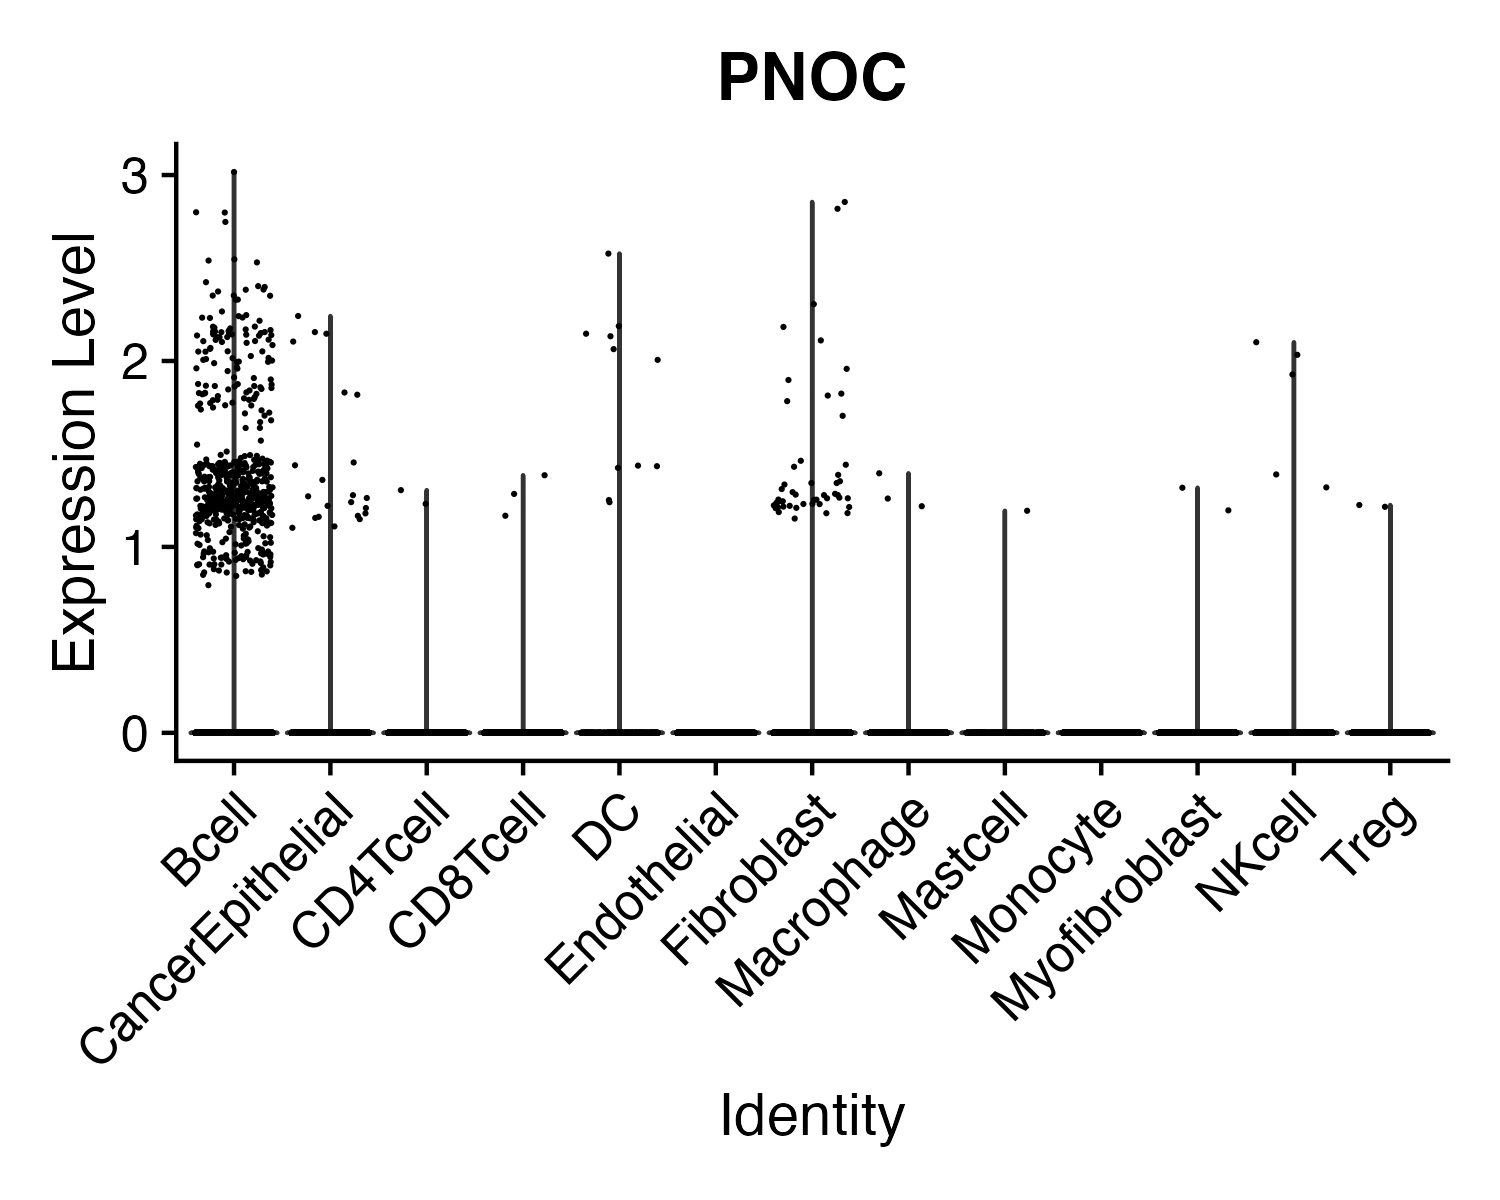 PNOC
Expression Level
3
2
1
0
Bcell
CancerEpithelial
CD4Tcell
CD8Tcell
DC
Endothelial
Fibroblast
Macrophage
Mastcell
Monocyte
Myofibroblast
NKcell
Treg
Identity